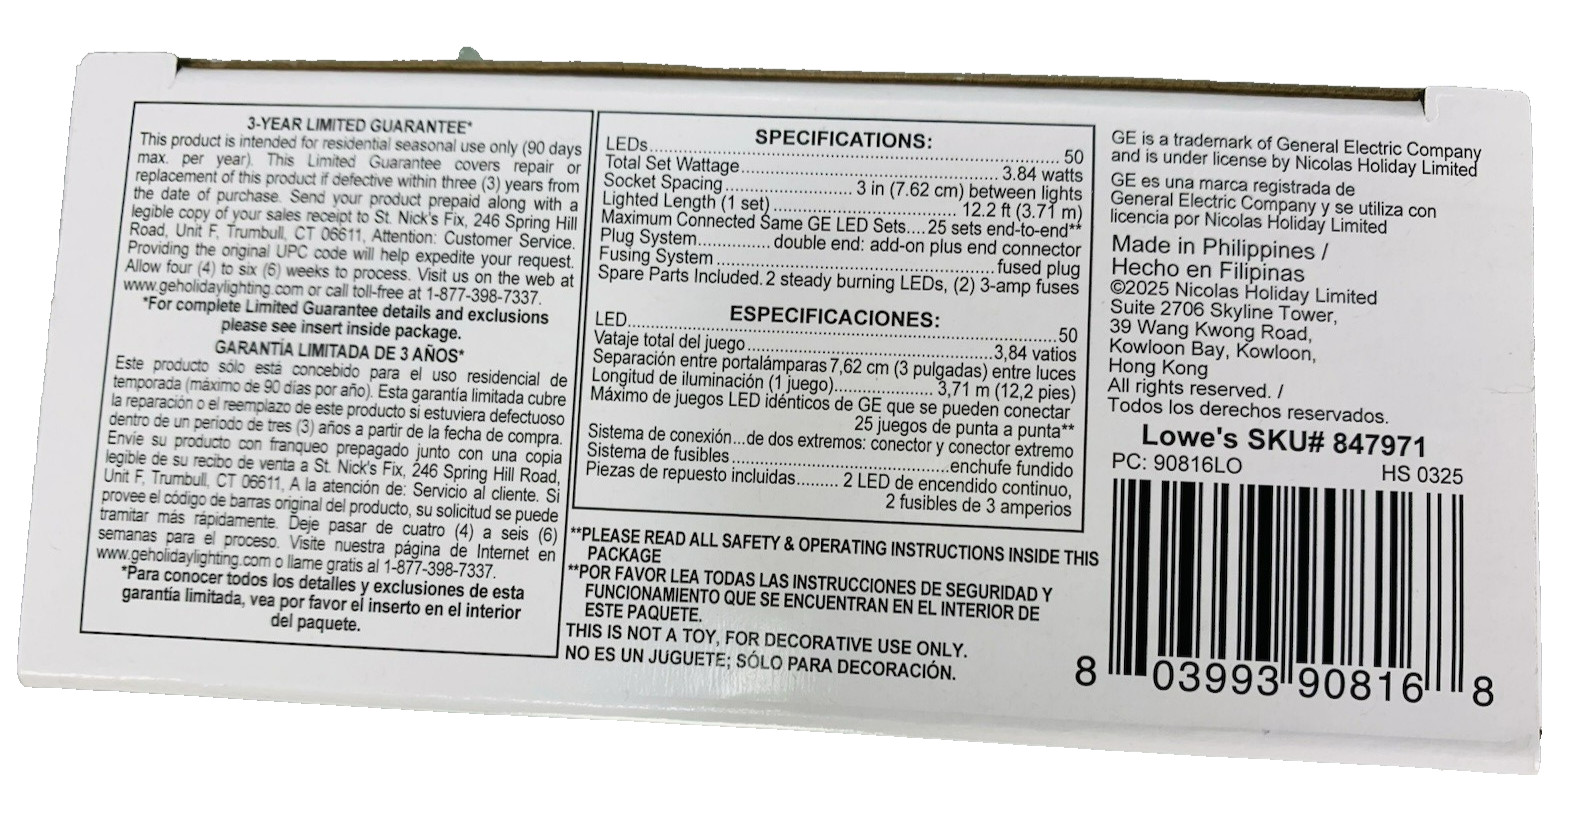 3-YEAR LIMITED GUARANTEE*
This product is intended for residential seasonal use only (90 days
max. per year). This Limited Guarantee covers repair or
replacement of this product if defective within three (3) years from
the date of purchase. Send your product prepaid along with a
legible copy of your sales receipt to St. Nick's Fix, 246 Spring Hill
Road, Unit F, Trumbull, CT 06611, Attention: Customer Service.
Providing the original UPC code will help expedite your request.
Allow four (4) to six (6) weeks to process. Visit us on the web at
www.geholidaylighting.com or call toll-free at 1-877-398-7337.
*For complete Limited Guarantee details and exclusions
please see insert inside package.
GARANTÍA LIMITADA DE 3 AÑOS*
Este producto sólo está concebido para el uso residencial de
temporada (máximo de 90 días por año). Esta garantía limitada cubre
la reparación o el reemplazo de este producto si estuviera defectuoso
dentro de un período de tres (3) años a partir de la fecha de compra.
Envíe su producto con franqueo prepagado junto con una copia
legible de su recibo de venta a St. Nick's Fix, 246 Spring Hill Road,
Unit F, Trumbull, CT 06611, A la atención de: Servicio al cliente. Si
provee el código de barras original del producto, su solicitud se puede
tramitar más rápidamente. Deje pasar de cuatro (4) a seis (6)
semanas para el proceso. Visite nuestra página de Internet en
www.geholidaylighting.com o llame gratis al 1-877-398-7337.
*Para conocer todos los detalles y exclusiones de esta
garantía limitada, vea por favor el inserto en el interior
del paquete.
SPECIFICATIONS:
LEDs.......... 50
Total Set Wattage.......... 3.84 watts
Socket Spacing.......... 3 in (7.62 cm) between lights
Lighted Length (1 set).......... 12.2 ft (3.71 m)
Maximum Connected Same GE LED Sets.... 25 sets end-to-end**
Plug System.......... double end: add-on plus end connector
Fusing System.......... fused plug
Spare Parts Included. 2 steady burning LEDs, (2) 3-amp fuses
ESPECIFICACIONES:
LED.......... 50
Vataje total del juego.......... 3,84 vatios
Separación entre portalámparas 7,62 cm (3 pulgadas) entre luces
Longitud de iluminación (1 juego).......... 3,71 m (12,2 pies)
Máximo de juegos LED idénticos de GE que se pueden conectar
25 juegos de punta a punta**
Sistema de conexión...de dos extremos: conector y conector extremo
Sistema de fusibles.......... enchufe fundido
Piezas de repuesto incluidas......... 2 LED de encendido continuo,
2 fusibles de 3 amperios
**PLEASE READ ALL SAFETY & OPERATING INSTRUCTIONS INSIDE THIS
PACKAGE
**POR FAVOR LEA TODAS LAS INSTRUCCIONES DE SEGURIDAD Y
FUNCIONAMIENTO QUE SE ENCUENTRAN EN EL INTERIOR DE
ESTE PAQUETE.
THIS IS NOT A TOY, FOR DECORATIVE USE ONLY.
NO ES UN JUGUETE; SÓLO PARA DECORACIÓN.
GE is a trademark of General Electric Company
and is under license by Nicolas Holiday Limited
GE es una marca registrada de
General Electric Company y se utiliza con
licencia por Nicolas Holiday Limited
Made in Philippines /
Hecho en Filipinas
©2025 Nicolas Holiday Limited
Suite 2706 Skyline Tower,
39 Wang Kwong Road,
Kowloon Bay, Kowloon,
Hong Kong
All rights reserved. /
Todos los derechos reservados.
Lowe's SKU# 847971
PC: 90816LO HS 0325
8 03993 90816 8